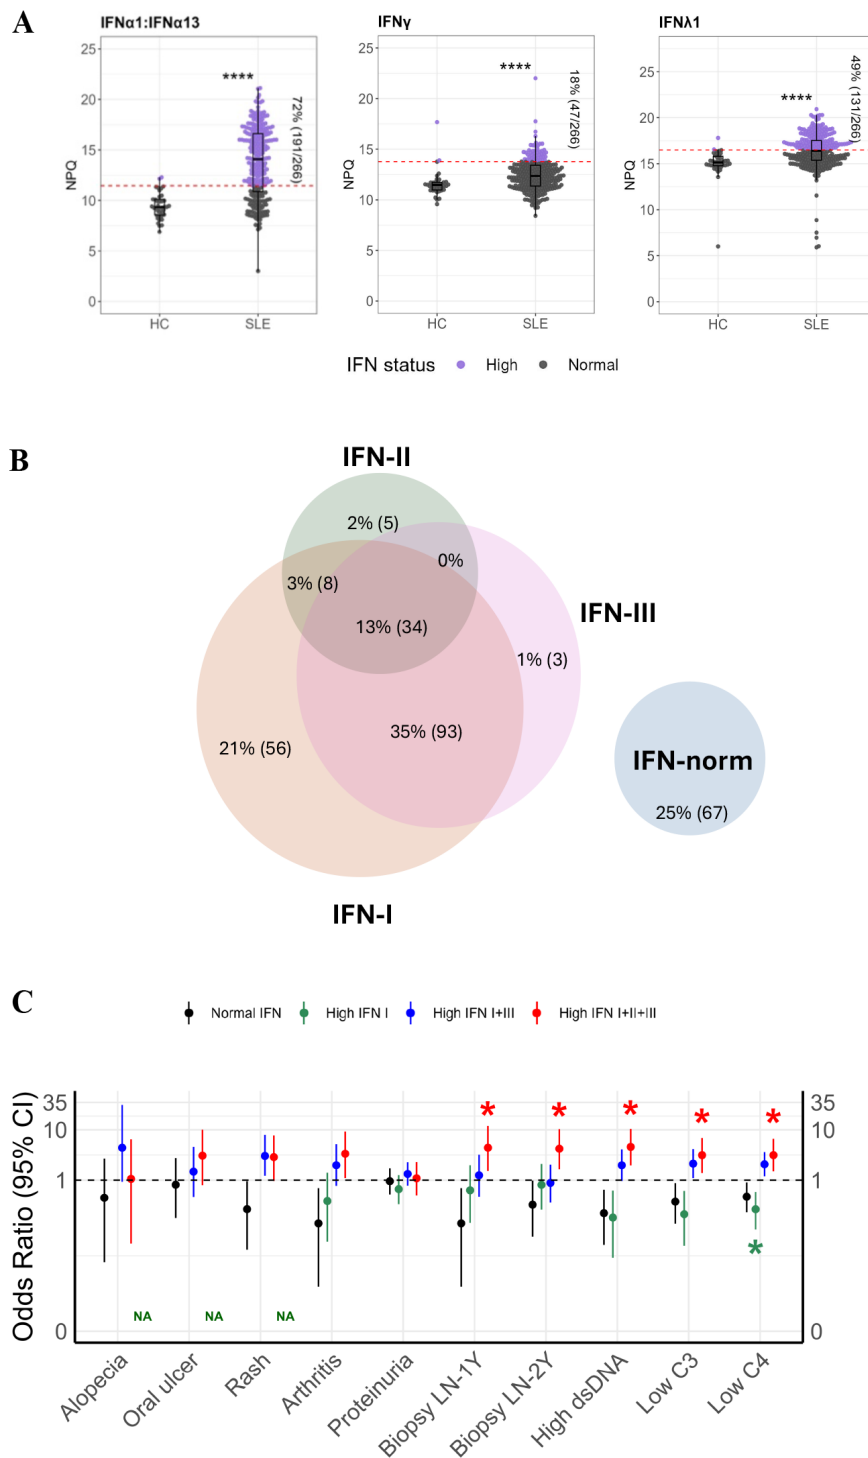 A
IFNα1:IFNα13
IFNγ
IFNλ1
NPQ
25
20
15
10
5
0
****
72% (191/266)
HC
SLE
NPQ
25
20
15
10
5
0
****
18% (47/266)
HC
SLE
NPQ
25
20
15
10
5
0
****
49% (131/266)
HC
SLE
IFN status
High
Normal
B
IFN-II
2% (5)
0%
3% (8)
IFN-III
13% (34)
1% (3)
35% (93)
21% (56)
IFN-norm
25% (67)
IFN-I
C
Normal IFN
High IFN I
High IFN I+III
High IFN I+II+III
Odds Ratio (95% CI)
35
10
1
0
35
10
1
0
*
*
*
*
*
*
NA
NA
NA
Alopecia
Oral ulcer
Rash
Arthritis
Proteinuria
Biopsy LN-1Y
Biopsy LN-2Y
High dsDNA
Low C3
Low C4